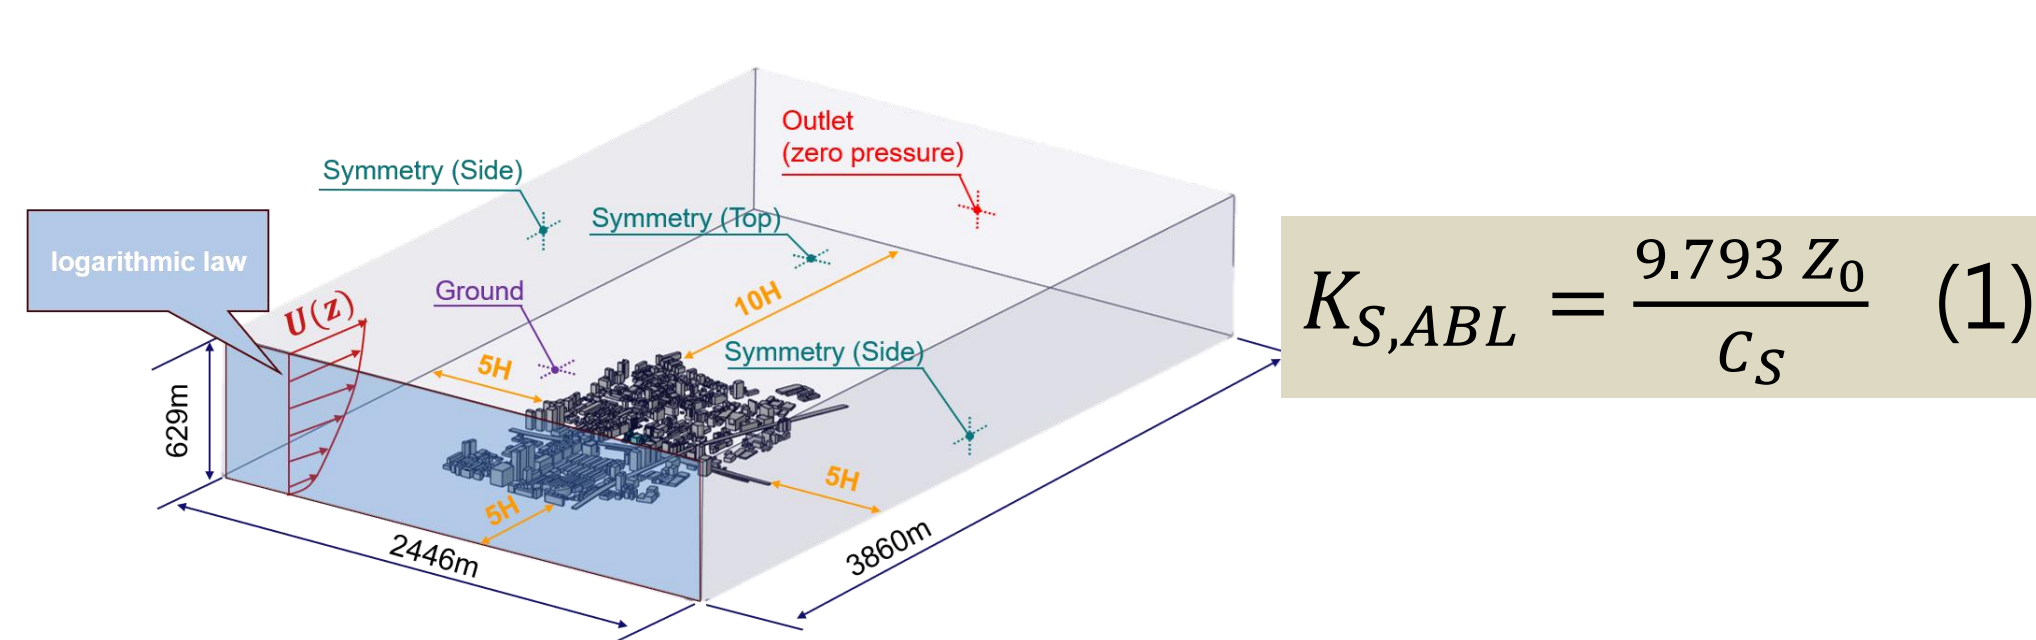 Outlet
(zero pressure)
Symmetry (Side)
Symmetry (Top)
logarithmic law
U(z)
Ground
10H
Symmetry (Side)
5H
629m
5H
5H
2446m
3860m
K_{S,ABL} = \frac{9.793 Z_0}{C_S} (1)